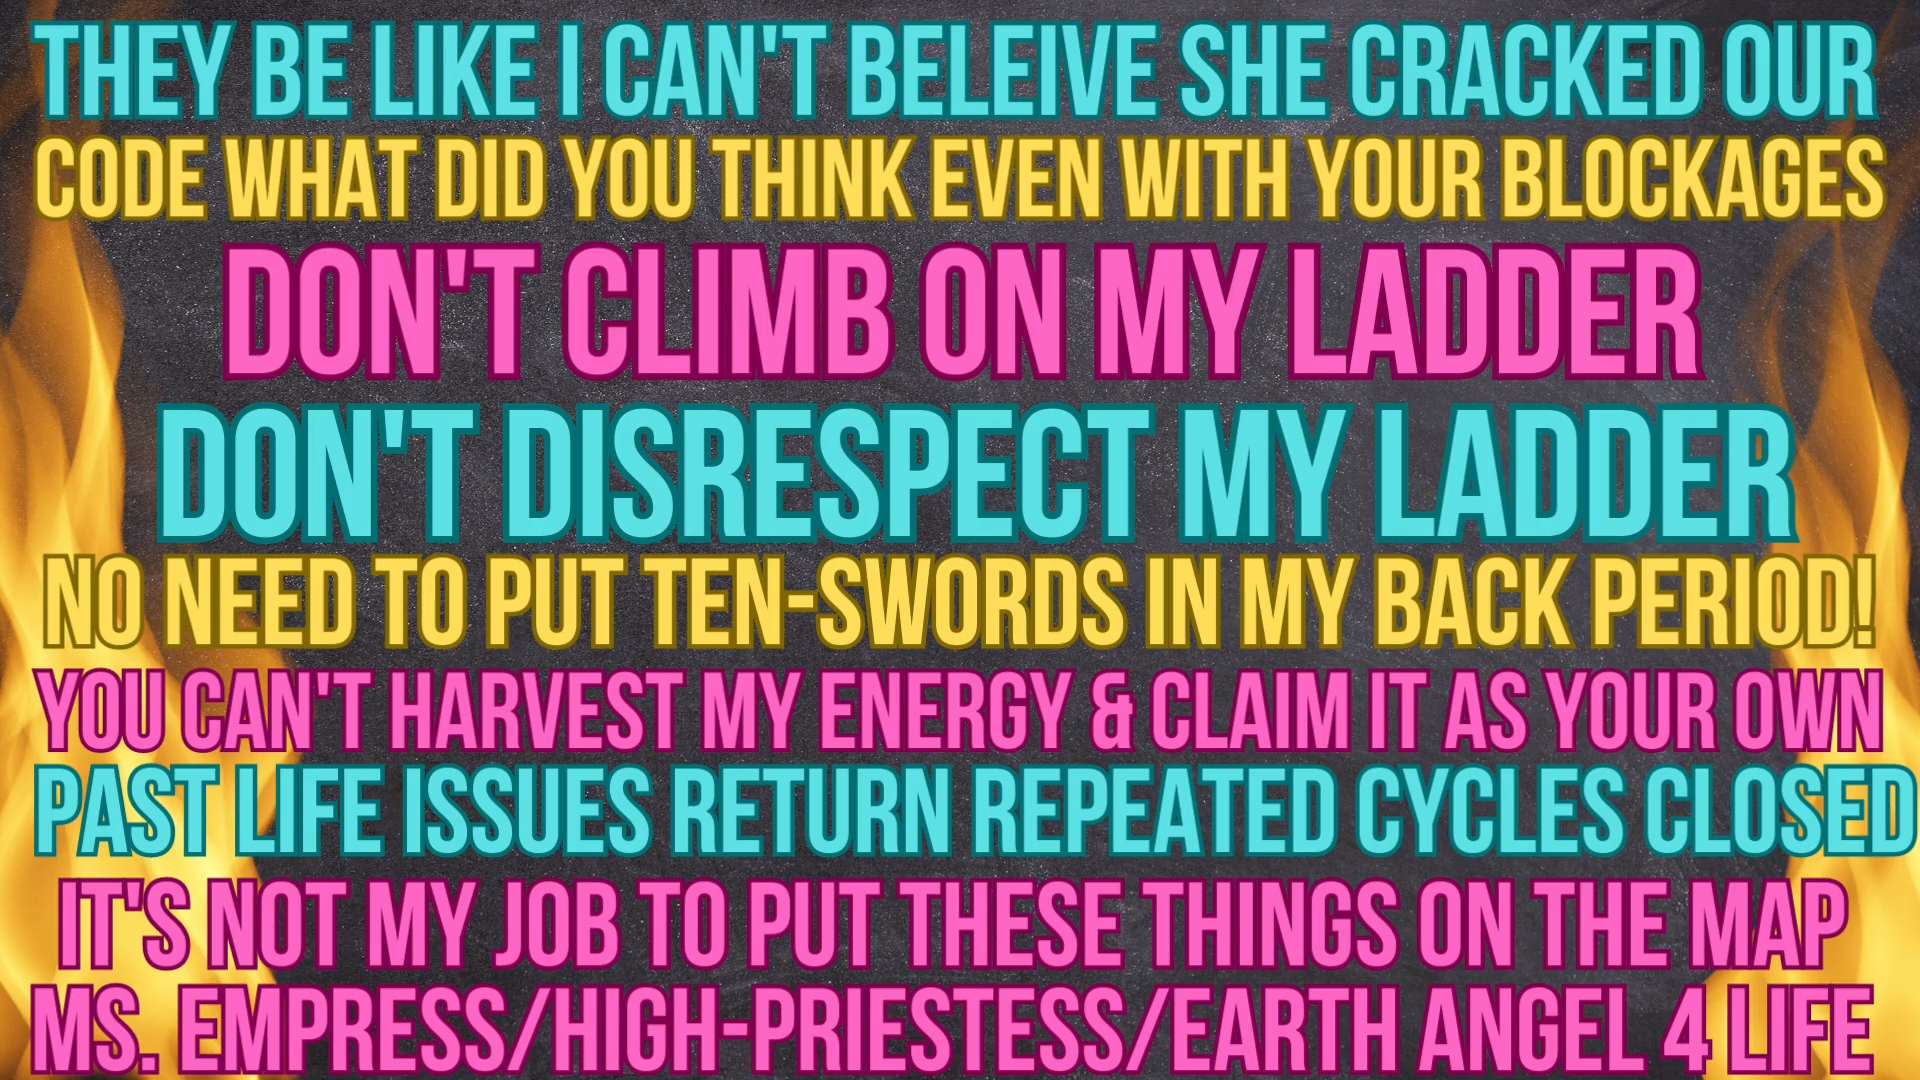 THEY BE LIKE I CAN'T BELEIVE SHE CRACKED OUR
CODE WHAT DID YOU THINK EVEN WITH YOUR BLOCKAGES
DON'T CLIMB ON MY LADDER
DON'T DISRESPECT MY LADDER
NO NEED TO PUT TEN-SWORDS IN MY BACK PERIOD!
YOU CAN'T HARVEST MY ENERGY & CLAIM IT AS YOUR OWN
PAST LIFE ISSUES RETURN REPEATED CYCLES CLOSED
IT'S NOT MY JOB TO PUT THESE THINGS ON THE MAP
MS. EMPRESS/HIGH-PRIESTESS/EARTH ANGEL 4 LIFE